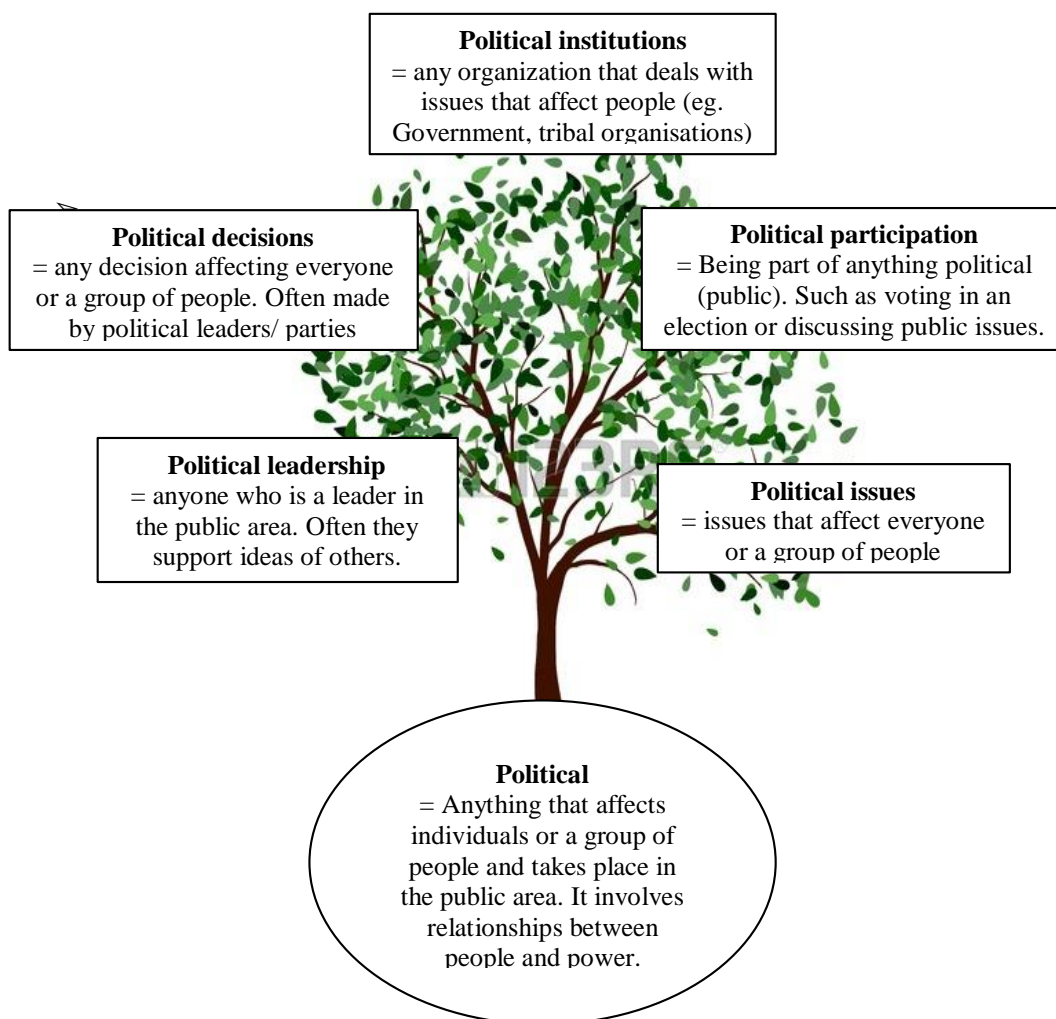 Political institutions
= any organization that deals with
issues that affect people (eg.
Government, tribal organisations)
Political decisions
= any decision affecting everyone
or a group of people. Often made
by political leaders/ parties
Political participation
= Being part of anything political
(public). Such as voting in an
election or discussing public issues.
Political leadership
= anyone who is a leader in
the public area. Often they
support ideas of others.
Political issues
= issues that affect everyone
or a group of people
Political
= Anything that affects
individuals or a group of
people and takes place in
the public area. It involves
relationships between
people and power.